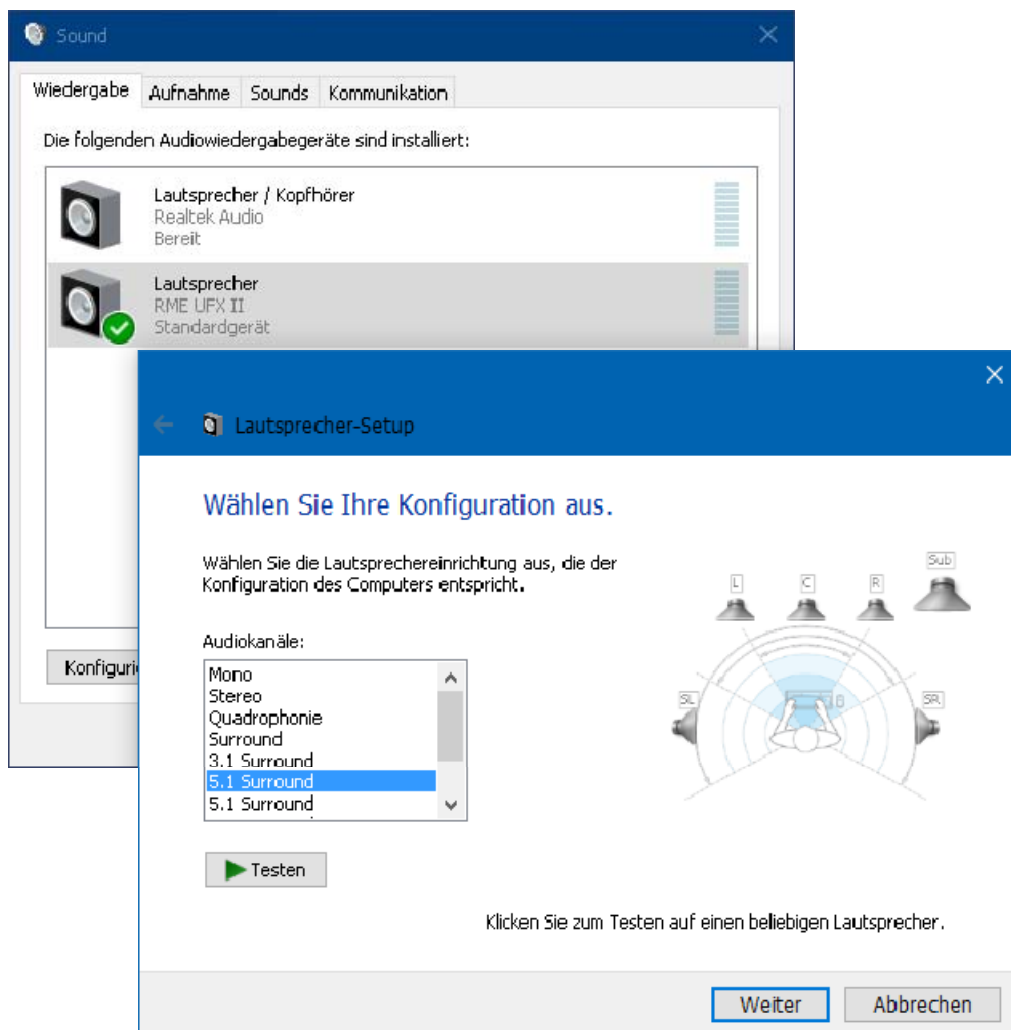 Sound
Wiedergabe Aufnahme Sounds Kommunikation
Die folgenden Audiowiedergabegeräte sind installiert:
Lautsprecher / Kopfhörer
Realtek Audio
Bereit
Lautsprecher
RME UFX II
Standardgerät
Konfiguri
Lautsprecher-Setup
Wählen Sie Ihre Konfiguration aus.
Wählen Sie die Lautsprechereinrichtung aus, die der
Konfiguration des Computers entspricht.
Audiokanäle:
Mono
Stereo
Quadrophonie
Surround
3.1 Surround
5.1 Surround
5.1 Surround
Testen
L C R Sub
SL SR
Klicken Sie zum Testen auf einen beliebigen Lautsprecher.
Weiter Abbrechen